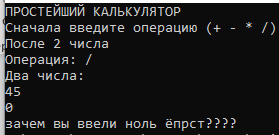 ПРОСТЕЙШИЙ КАЛЬКУЛЯТОР
Сначала введите операцию (+ - * /)
После 2 числа
Операция: /
Два числа:
45
0
зачем вы ввели ноль ёпрст????